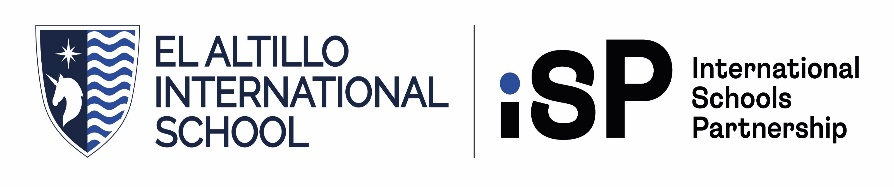 EL ALTILLO
INTERNATIONAL
SCHOOL
iSP
International
Schools
Partnership